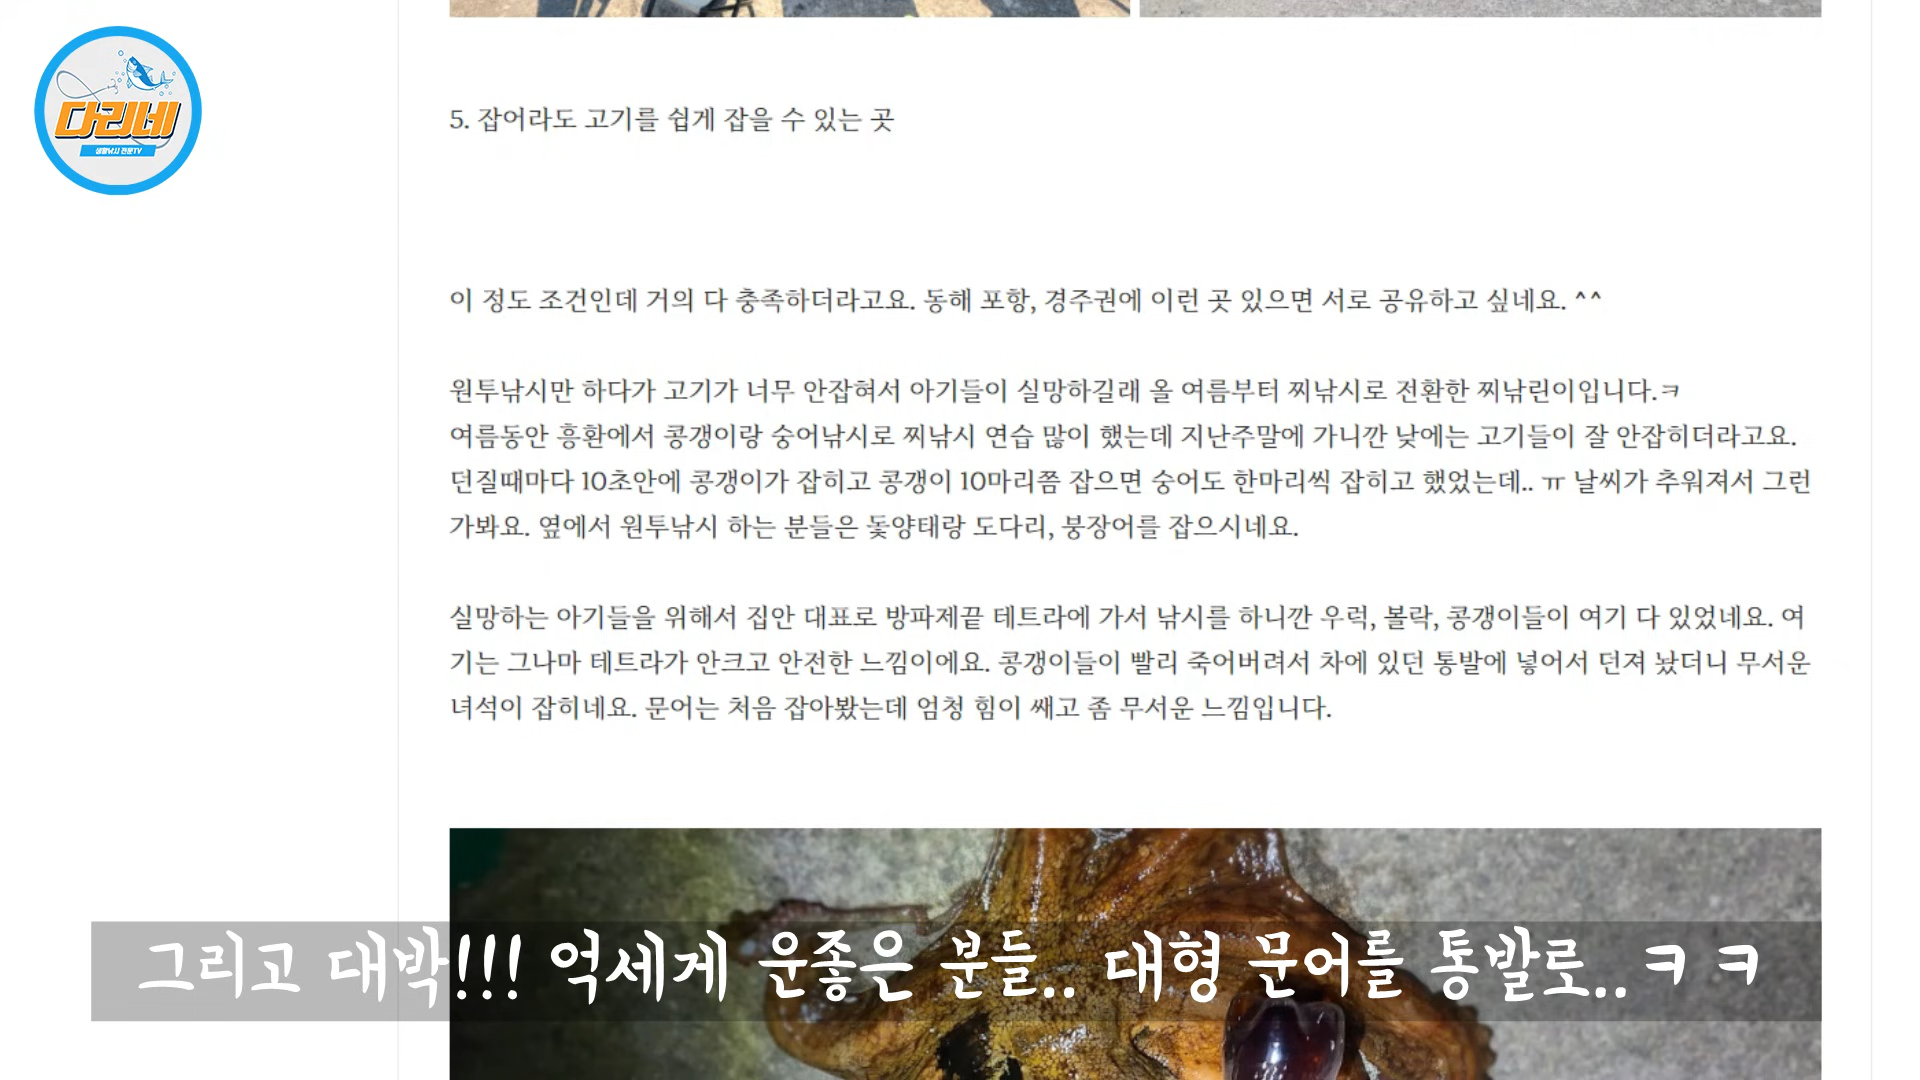 다리네
생활낚시 전문TV
5. 잡어라도 고기를 쉽게 잡을 수 있는 곳
이 정도 조건인데 거의 다 충족하더라고요. 동해 포항, 경주권에 이런 곳 있으면 서로 공유하고 싶네요. ^^
원투낚시만 하다가 고기가 너무 안잡혀서 아기들이 실망하길래 올 여름부터 찌낚시로 전환한 찌낚린이입니다.ㅋ
여름동안 흥환에서 콩갱이랑 숭어낚시로 찌낚시 연습 많이 했는데 지난주말에 가니깐 낮에는 고기들이 잘 안잡히더라고요.
던질때마다 10초안에 콩갱이가 잡히고 콩갱이 10마리쯤 잡으면 숭어도 한마리씩 잡히고 했었는데.. ㅠ 날씨가 추워져서 그런
가봐요. 옆에서 원투낚시 하는 분들은 돛양태랑 도다리, 붕장어를 잡으시네요.
실망하는 아기들을 위해서 집안 대표로 방파제끝 테트라에 가서 낚시를 하니깐 우럭, 볼락, 콩갱이들이 여기 다 있었네요. 여
기는 그나마 테트라가 안크고 안전한 느낌이에요. 콩갱이들이 빨리 죽어버려서 차에 있던 통발에 넣어서 던져 놨더니 무서운
녀석이 잡히네요. 문어는 처음 잡아봤는데 엄청 힘이 쌔고 좀 무서운 느낌입니다.
그리고 대박!!! 억세게 운좋은 분들.. 대형 문어를 통발로.. ㅋㅋ